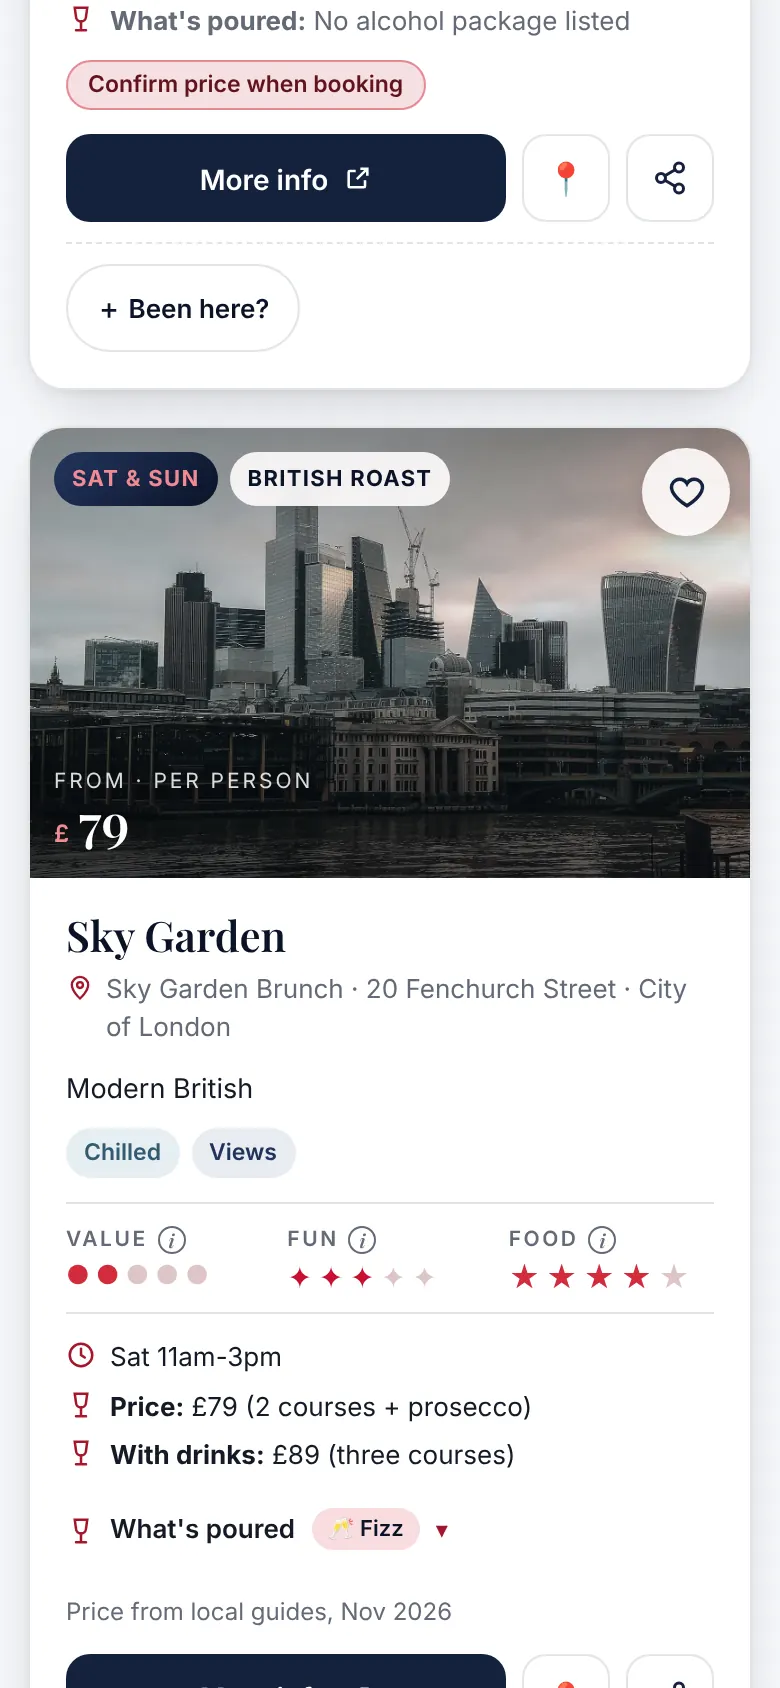 What's poured: No alcohol package listed
Confirm price when booking
More info
+ Been here?
SAT & SUN
BRITISH ROAST
FROM · PER PERSON
£ 79
Sky Garden
Sky Garden Brunch · 20 Fenchurch Street · City
of London
Modern British
Chilled
Views
VALUE i
FUN i
FOOD i
Sat 11am-3pm
Price: £79 (2 courses + prosecco)
With drinks: £89 (three courses)
What's poured 🥂 Fizz ▼
Price from local guides, Nov 2026